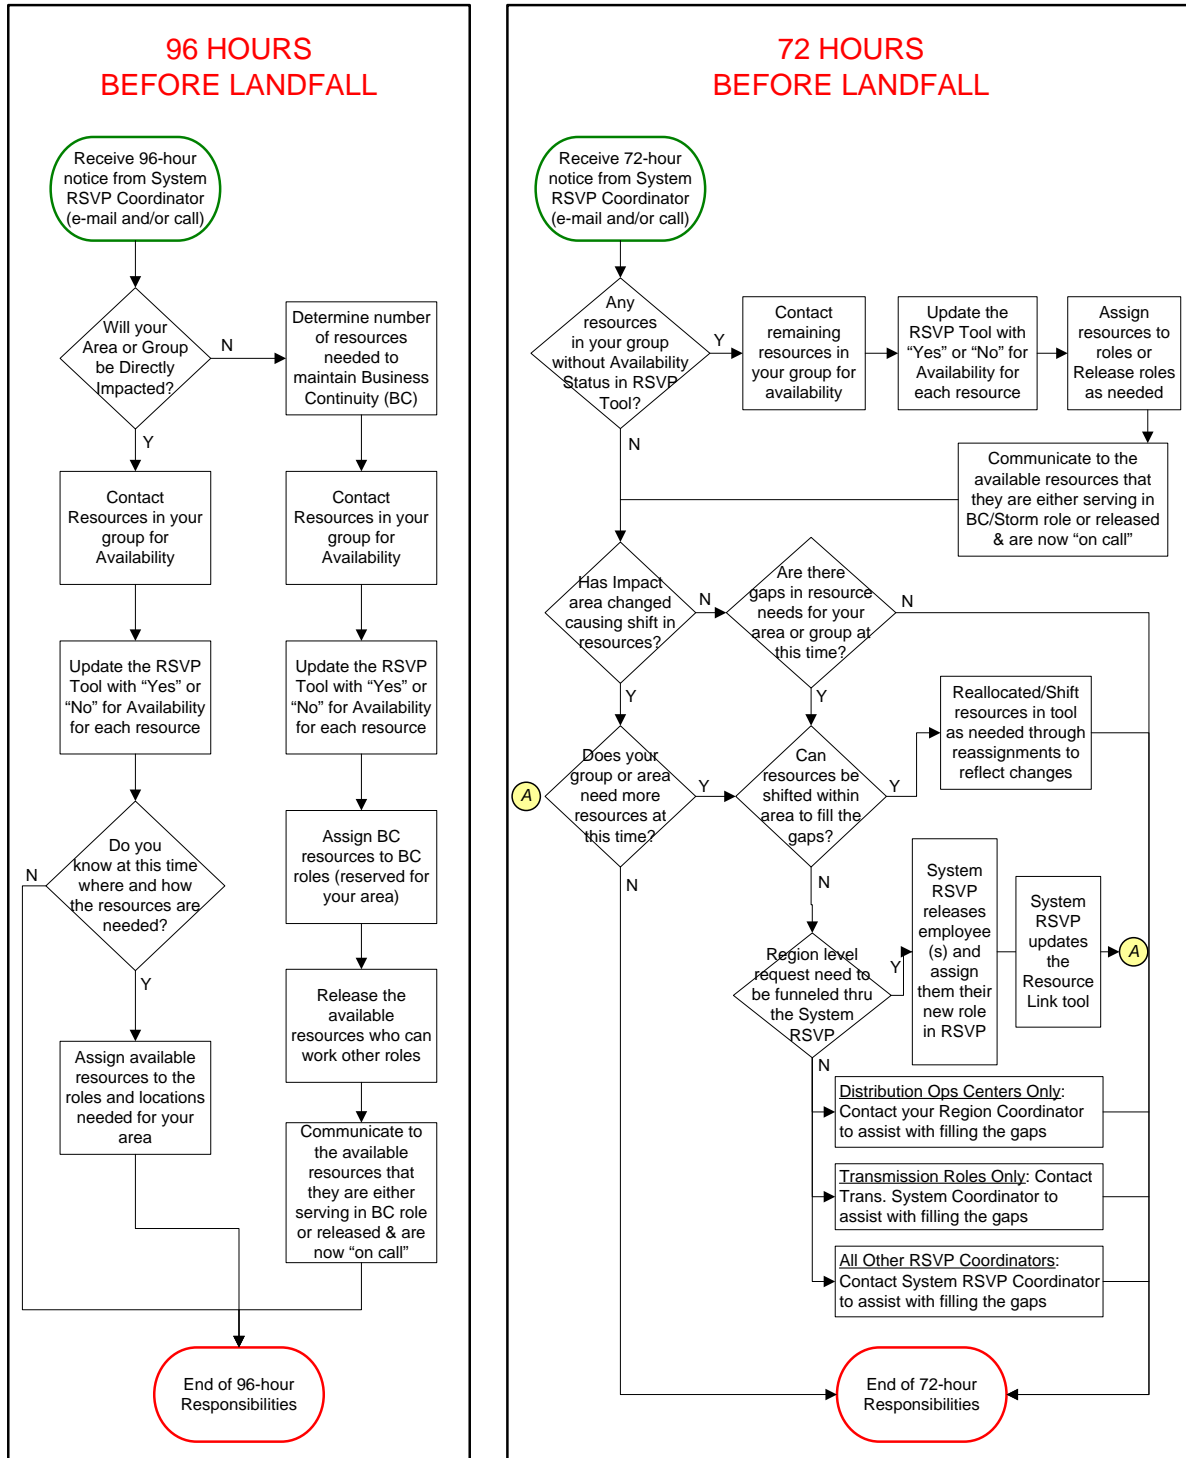 96 HOURS
BEFORE LANDFALL
Receive 96-hour
notice from System
RSVP Coordinator
(e-mail and/or call)
Will your
Area or Group
be Directly
Impacted?
N
Y
Determine number
of resources
needed to
maintain Business
Continuity (BC)
Contact
Resources in your
group for
Availability
Contact
Resources in your
group for
Availability
Update the RSVP
Tool with “Yes” or
“No” for Availability
for each resource
Update the RSVP
Tool with “Yes” or
“No” for Availability
for each resource
Do you
know at this time
where and how
the resources are
needed?
N
Y
Assign BC
resources to BC
roles (reserved for
your area)
Release the
available
resources who can
work other roles
Assign available
resources to the
roles and locations
needed for your
area
Communicate to
the available
resources that
they are either
serving in BC role
or released & are
now “on call”
End of 96-hour
Responsibilities
72 HOURS
BEFORE LANDFALL
Receive 72-hour
notice from System
RSVP Coordinator
(e-mail and/or call)
Any
resources
in your group
without Availability
Status in RSVP
Tool?
Y
N
Contact
remaining
resources in
your group for
availability
Update the
RSVP Tool with
“Yes” or “No” for
Availability for
each resource
Assign
resources to
roles or
Release roles
as needed
Communicate to the
available resources that
they are either serving in
BC/Storm role or released
& are now “on call”
Has Impact
area changed
causing shift in
resources?
N
Y
Are there
gaps in resource
needs for your
area or group at
this time?
N
Y
A
Does your
group or area
need more
resources at
this time?
Y
N
Can
resources be
shifted within
area to fill the
gaps?
Y
N
Reallocated/Shift
resources in tool
as needed through
reassignments to
reflect changes
Region level
request need to
be funneled thru
the System
RSVP
Y
N
System
RSVP
releases
employee
(s) and
assign
them their
new role
in RSVP
System
RSVP
updates
the
Resource
Link tool
A
Distribution Ops Centers Only:
Contact your Region Coordinator
to assist with filling the gaps
Transmission Roles Only: Contact
Trans. System Coordinator to
assist with filling the gaps
All Other RSVP Coordinators:
Contact System RSVP Coordinator
to assist with filling the gaps
End of 72-hour
Responsibilities